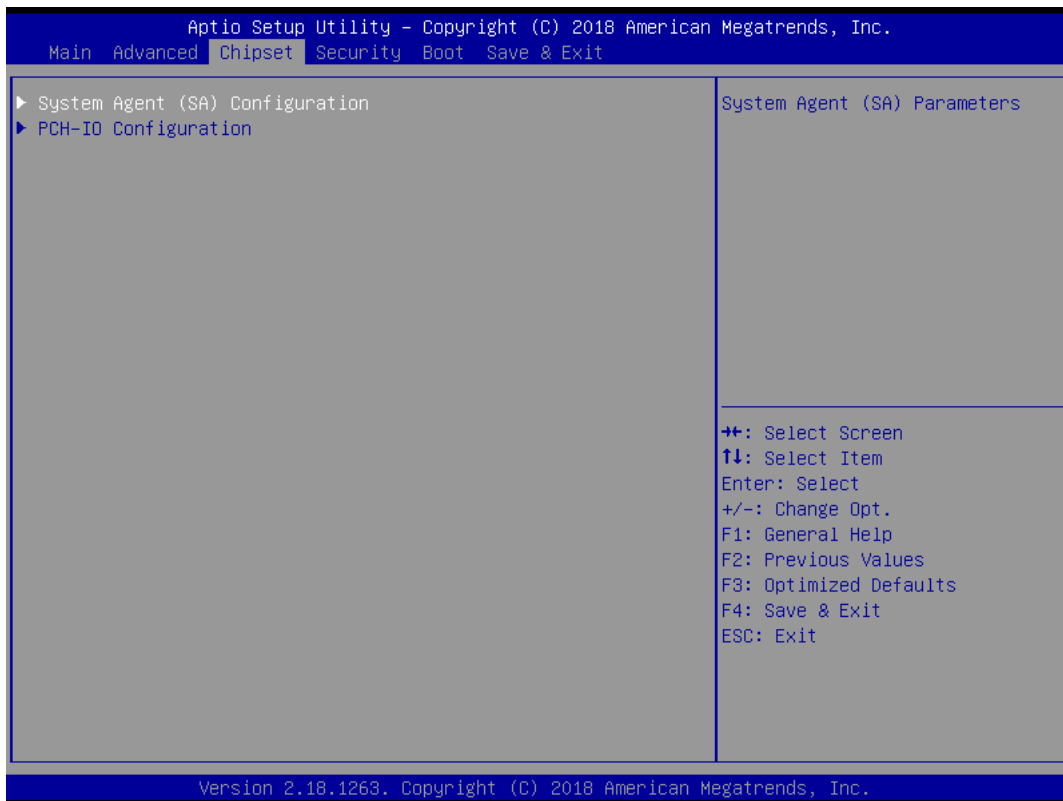 Aptio Setup Utility – Copyright (C) 2018 American Megatrends, Inc.
Main Advanced Chipset Security Boot Save & Exit
▶ System Agent (SA) Configuration
▶ PCH-IO Configuration
System Agent (SA) Parameters
→←: Select Screen
↑↓: Select Item
Enter: Select
+/-: Change Opt.
F1: General Help
F2: Previous Values
F3: Optimized Defaults
F4: Save & Exit
ESC: Exit
Version 2.18.1263. Copyright (C) 2018 American Megatrends, Inc.